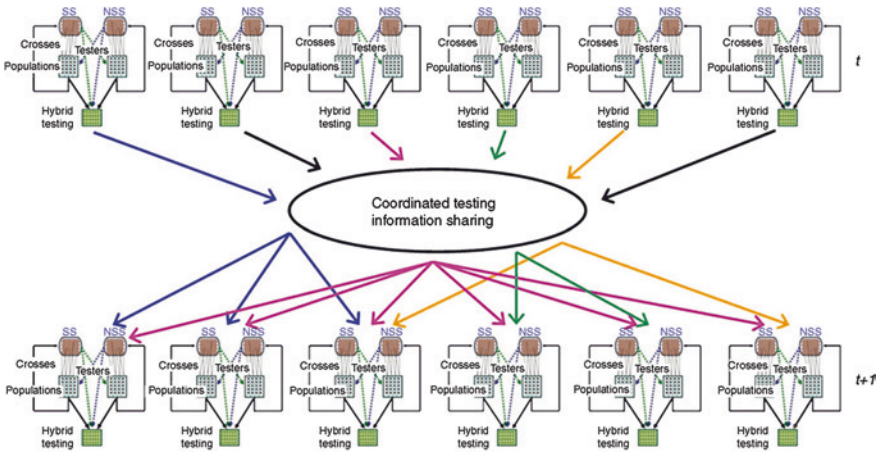 SS NSS SS NSS SS NSS SS NSS SS NSS SS NSS
Crosses Testers Crosses Testers Crosses Testers Crosses Testers Crosses Testers Crosses Testers t
Populations Populations Populations Populations Populations Populations
Hybrid Hybrid Hybrid Hybrid Hybrid Hybrid
testing testing testing testing testing testing
Coordinated testing
information sharing
SS NSS SS NSS SS NSS SS NSS SS NSS SS NSS
Crosses Testers Crosses Testers Crosses Testers Crosses Testers Crosses Testers Crosses Testers
Populations Populations Populations Populations Populations Populations t+1
Hybrid Hybrid Hybrid Hybrid Hybrid Hybrid
testing testing testing testing testing testing